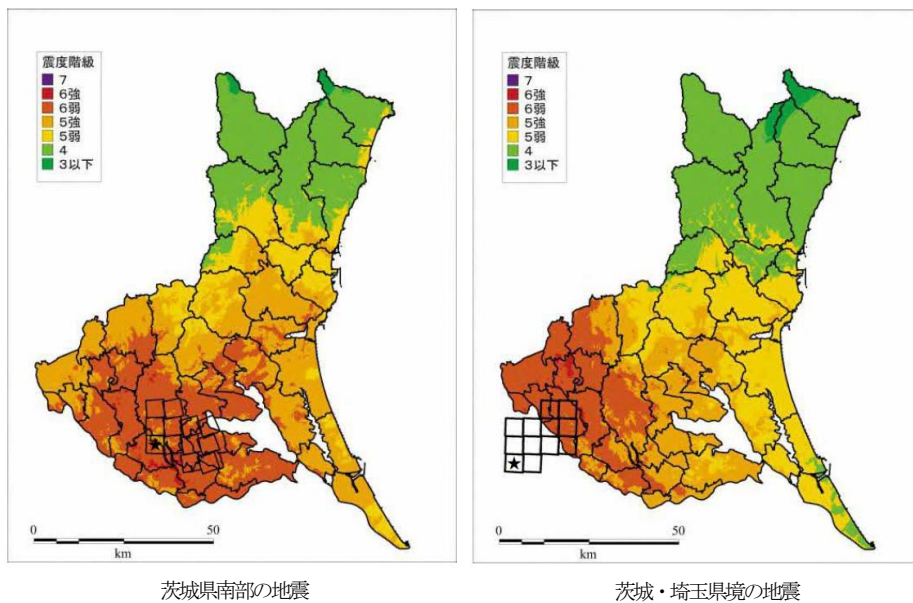 震度階級
7
6強
6弱
5強
5弱
4
3以下
0 50
km
茨城県南部の地震
震度階級
7
6強
6弱
5強
5弱
4
3以下
0 50
km
茨城・埼玉県境の地震